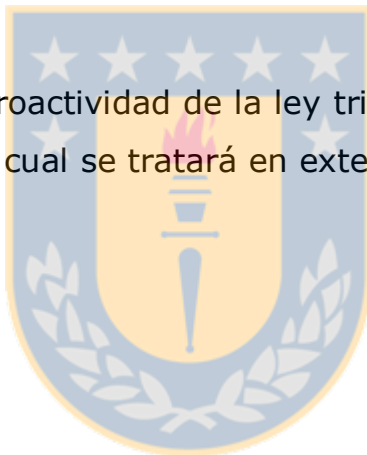 roactividad de la ley tri
cual se tratará en exte